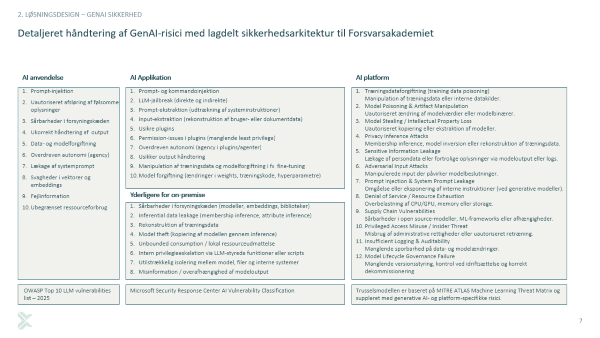 2. LØSNINGSDESIGN – GENAI SIKKERHED
Detaljeret håndtering af GenAI-risici med lagdelt sikkerhedsarkitektur til Forsvarsakademiet
AI anvendelse
1. Prompt-injektion
2. Uautoriseret afsløring af følsomme
oplysninger
3. Sårbarheder i forsyningskæden
4. Ukorrekt håndtering af output
5. Data- og modelforgiftning
6. Overdreven autonomi (agency)
7. Lækage af systemprompt
8. Svagheder i vektorer og
embeddings
9. Fejlinformation
10. Ubegrænset ressourceforbrug
OWASP Top 10 LLM vulnerabilities
list – 2025
AI Applikation
1. Prompt- og kommandoinjektion
2. LLM-jailbreak (direkte og indirekte)
3. Prompt-ekstraktion (udtrækning af systeminstruktioner)
4. Input-ekstraktion (rekonstruktion af bruger- eller dokumentdata)
5. Usikre plugins
6. Permission-issues i plugins (manglende least privilege)
7. Overdreven autonomi (agency i plugins/agenter)
8. Usikker output håndtering
9. Manipulation af træningsdata og modelforgiftning i fx. fine-tuning
10. Model forgiftning (ændringer i weights, træningskode, hyperparametre)
Yderligere for on-premise
1. Sårbarheder i forsyningskæden (modeller, embeddings, biblioteker)
2. Inferential data leakage (membership inference, attribute inference)
3. Rekonstruktion af træningsdata
4. Model theft (kopiering af modellen gennem inference)
5. Unbounded consumption / lokal ressourceudmattelse
6. Intern privilegieeskalation via LLM-styrede funktioner eller scripts
7. Utilstrækkelig isolering mellem model, filer og interne systemer
8. Misinformation / overafhængighed af modeloutput
Microsoft Security Response Center AI Vulnerability Classification
AI platform
1. Træningsdataforgiftning (training data poisoning)
Manipulation af træningsdata eller interne datakilder.
2. Model Poisoning & Manipulation
Uautoriseret ændring af modelværdier eller modelbinærer.
3. Model Stealing / Intellectual Property Loss
Uautoriseret kopiering eller ekstraktion af modeller.
4. Privacy Inference Attacks
Membership inference, model inversion eller rekonstruktion af træningsdata.
5. Sensitive Information Leakage
Lækage af persondata eller fortrolige oplysninger via modeloutput eller logs.
6. Adversarial Input Attacks
Manipulerede input der påvirker modelbeslutninger.
7. Prompt Injection & System Prompt Leakage
Omgåelse eller eksponering af interne instruktioner (ved generative modeller).
8. Denial of Service / Resource Exhaustion
Overbelastning af CPU/GPU, memory eller storage.
9. Supply Chain Vulnerabilities
Sårbarheder i open source-modeller, ML-frameworks eller afhængigheder.
10. Privileged Access Misuse / Insider Threat
Misbrug af administrative rettigheder eller uautoriseret retræning.
11. Insufficient Logging & Auditability
Manglende sporbarhed på data- og modelændringer.
12. Model Lifecycle Governance Failure
Manglende versionsstyring, kontrol ved idriftsættelse og korrekt
dekommissionering
Trusselsmodellen er baseret på MITRE ATLAS Machine Learning Threat Matrix og
suppleret med generative AI- og platform-specifikke risici.
7